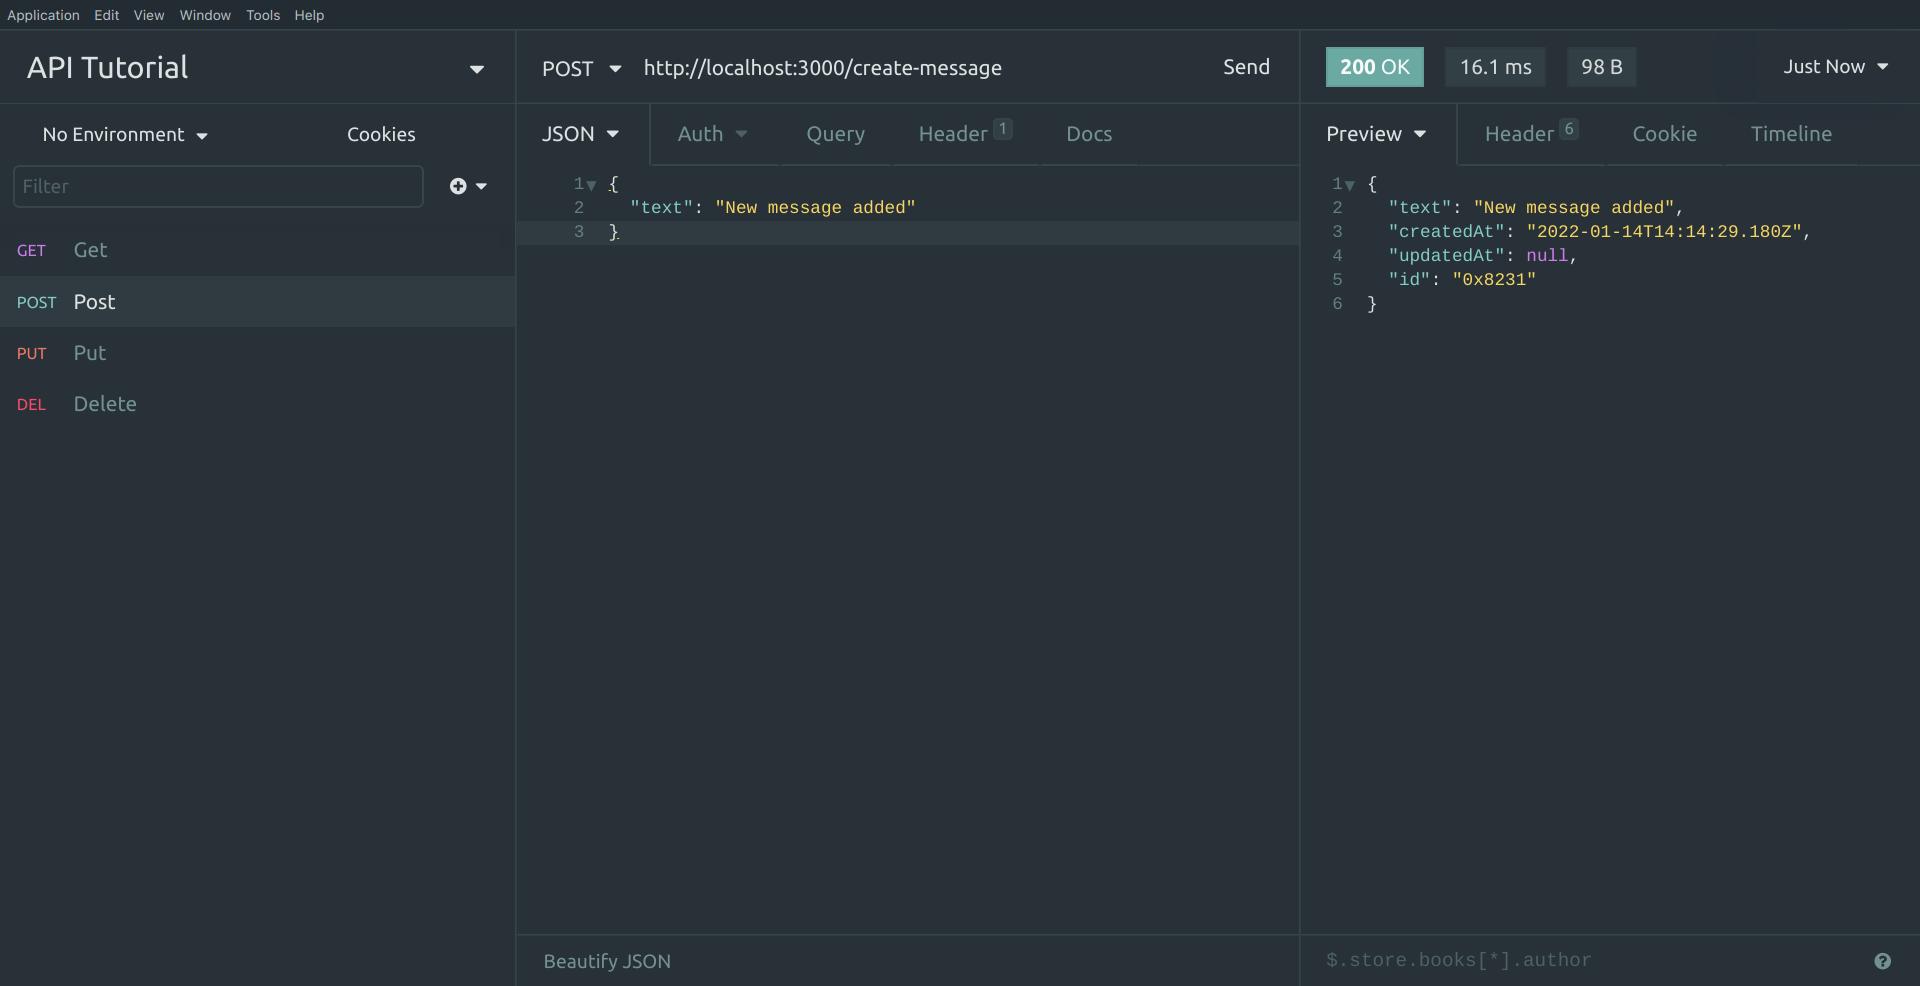 Application Edit View Window Tools Help
API Tutorial
No Environment Cookies
Filter
GET Get
POST Post
PUT Put
DEL Delete
POST http://localhost:3000/create-message Send
JSON Auth Query Header 1 Docs
1 {
2 "text": "New message added"
3 }
Beautify JSON
200 OK 16.1 ms 98 B Just Now
Preview Header 6 Cookie Timeline
1 {
2 "text": "New message added",
3 "createdAt": "2022-01-14T14:14:29.180Z",
4 "updatedAt": null,
5 "id": "0x8231"
6 }
$.store.books[*].author ?